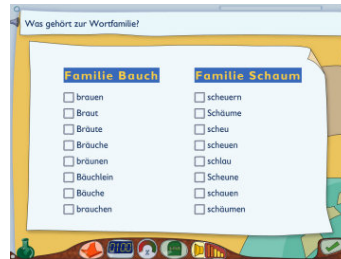 Was gehört zur Wortfamilie?
Familie Bauch
brauen
Braut
Bräute
Bräuche
bräunen
Bäuchlein
Bäuche
brauchen
Familie Schaum
scheuern
Schäume
scheu
scheuen
schlau
Scheune
schauen
schäumen
0100